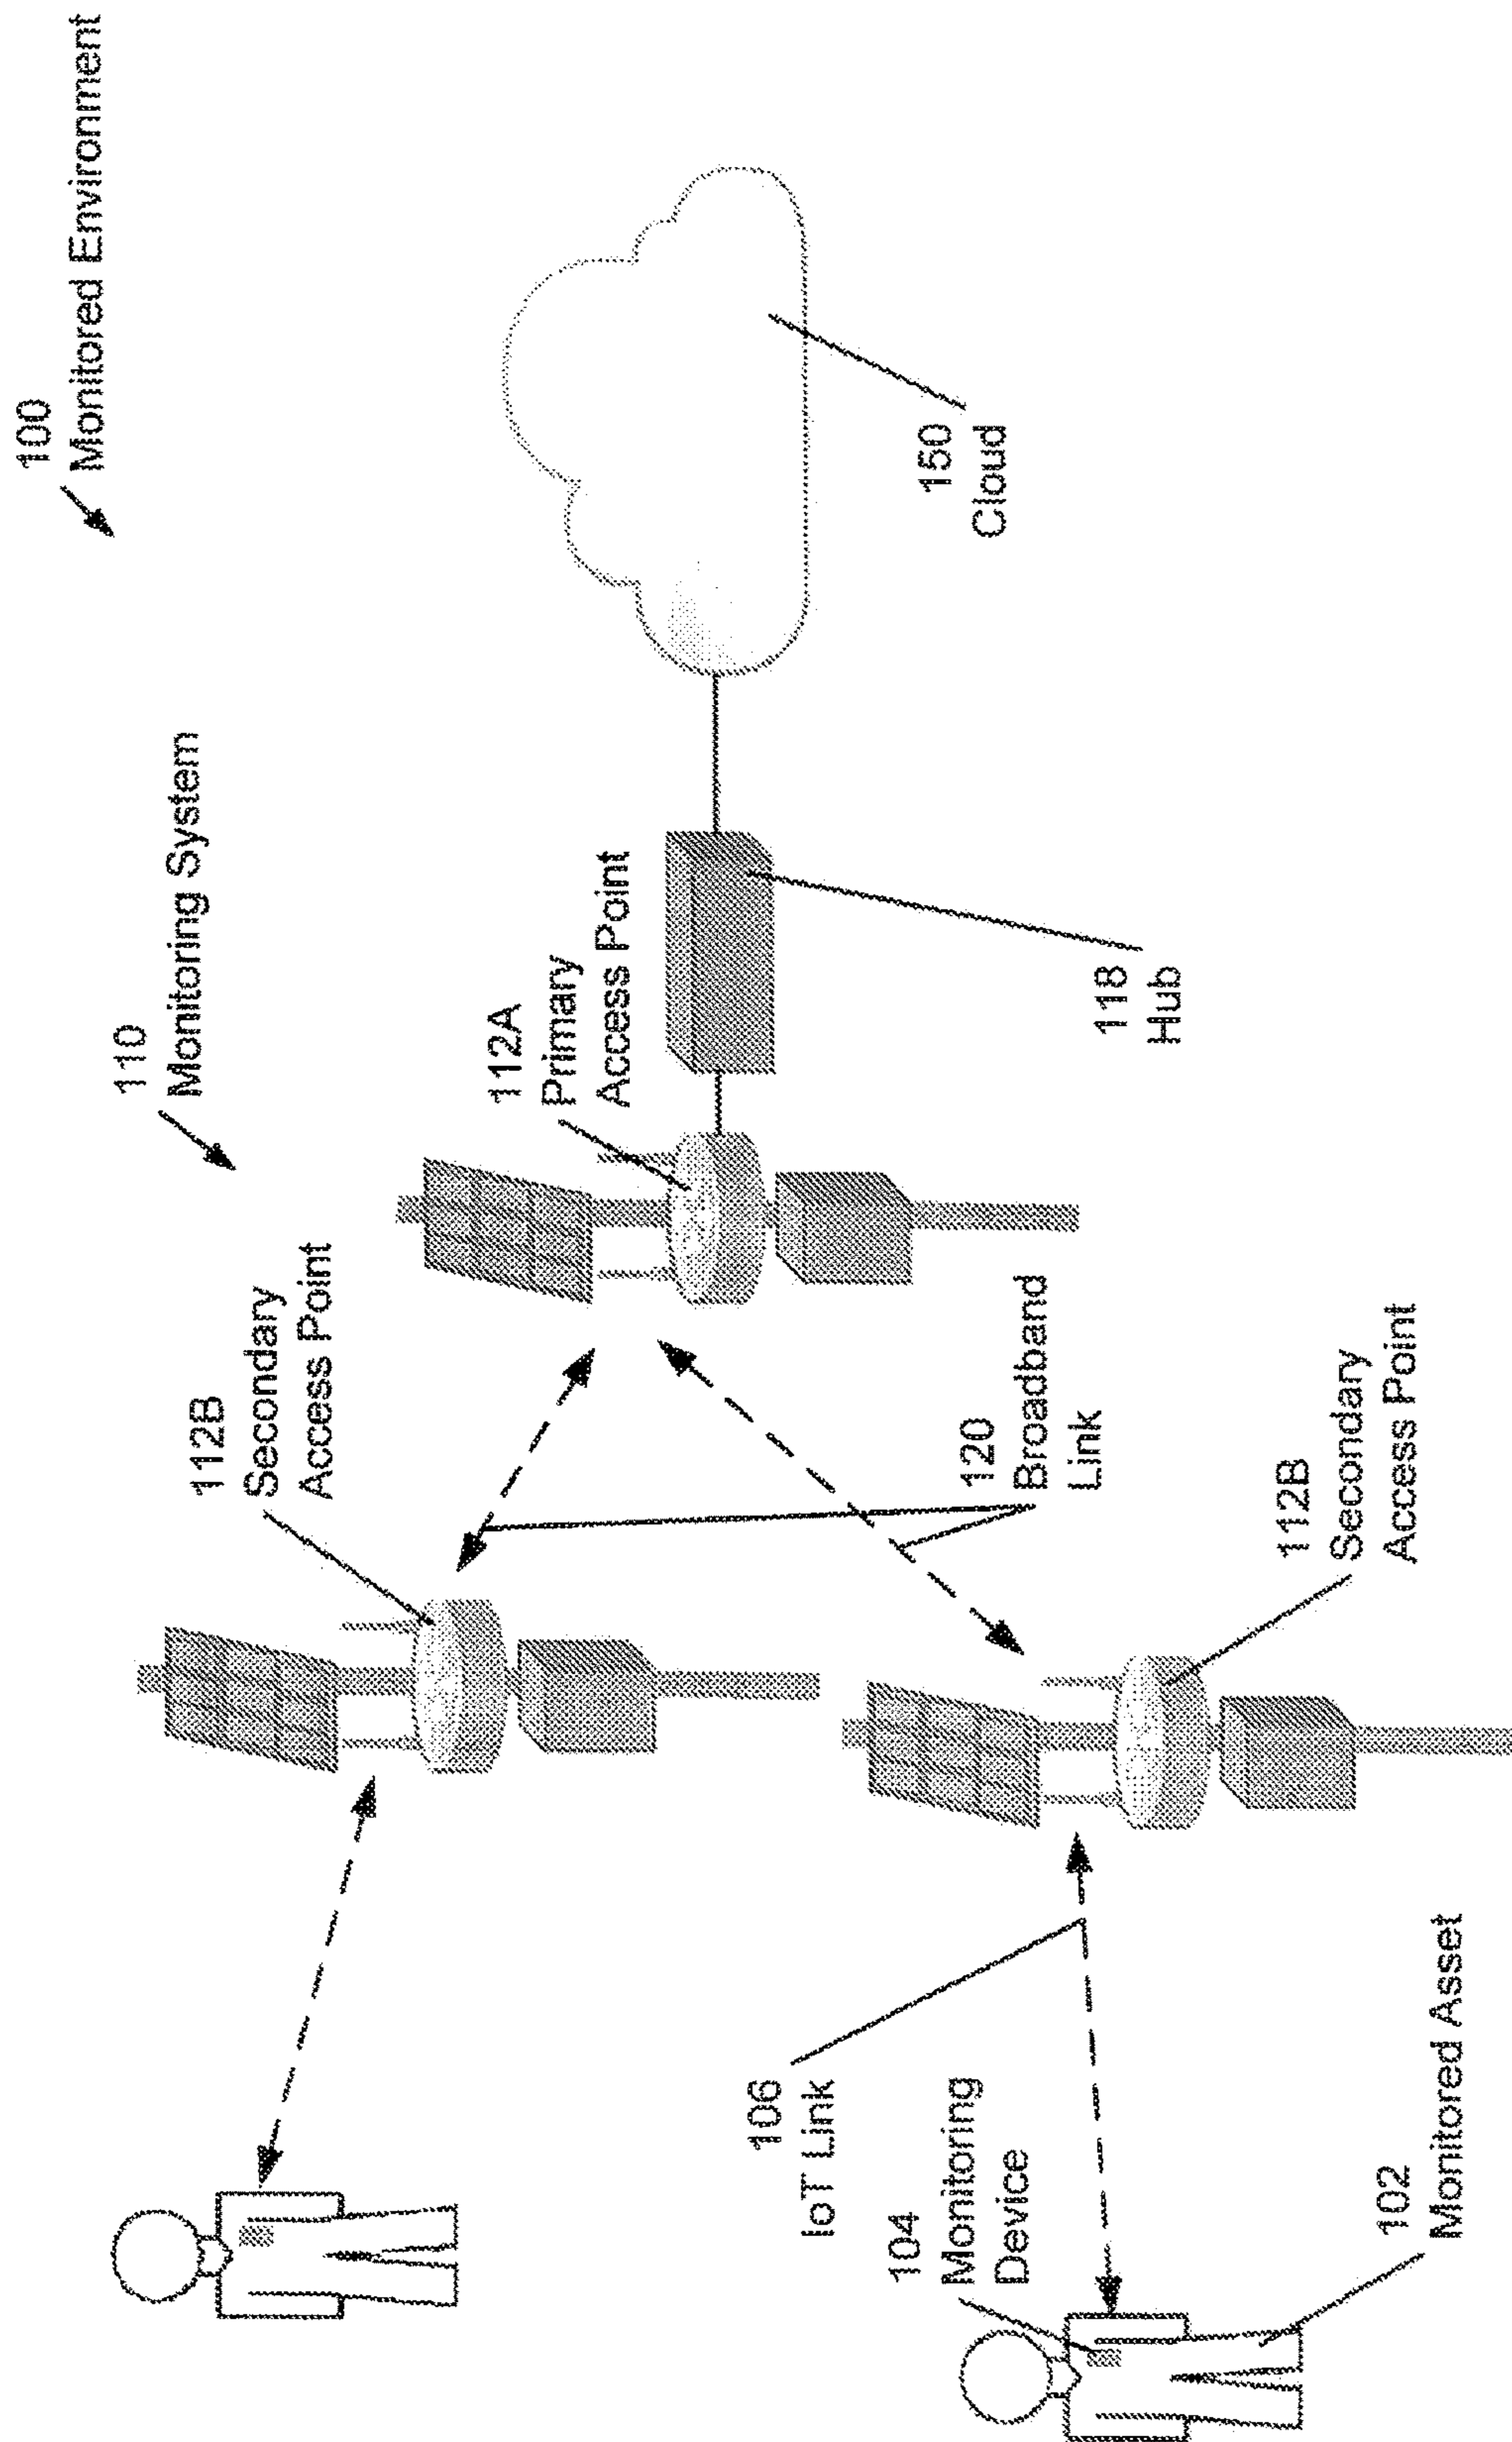 100
Monitored Environment
110
Monitoring System
112B
Secondary
Access Point
112A
Primary
Access Point
150
Cloud
118
Hub
120
Broadband
Link
106
IoT Link
104
Monitoring
Device
112B
Secondary
Access Point
102
Monitored Asset